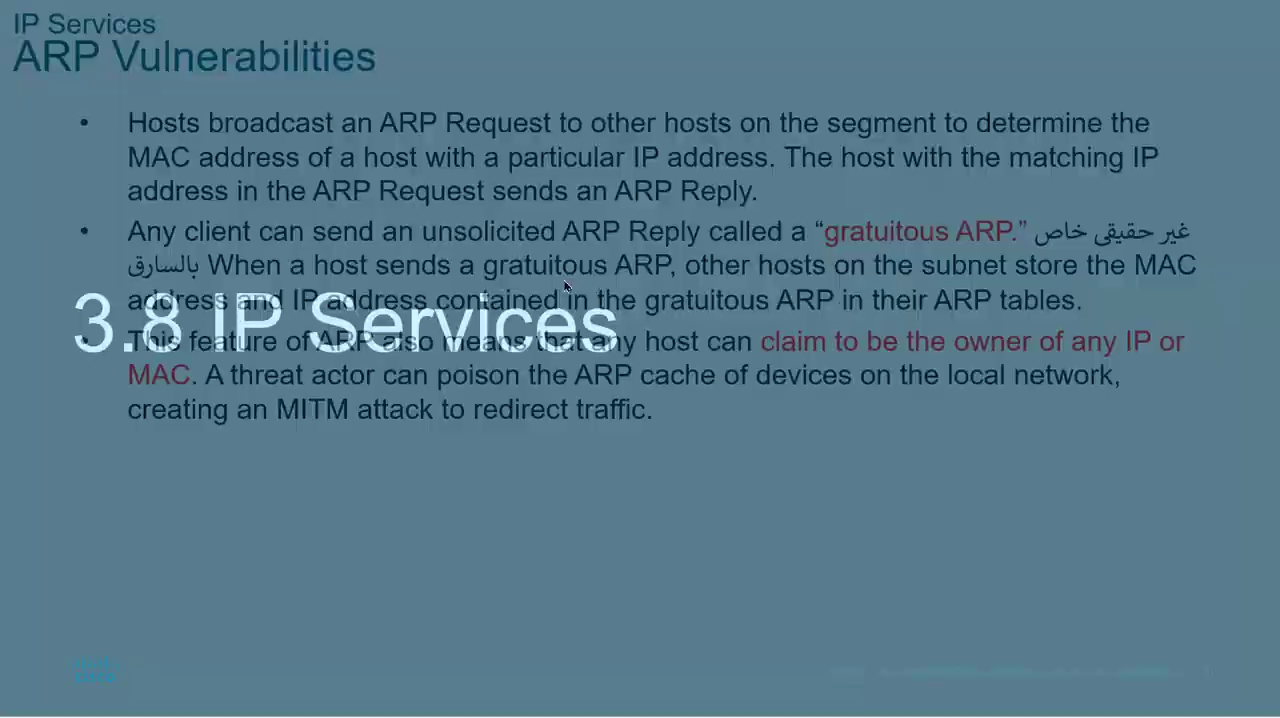 IP Services
ARP Vulnerabilities
• Hosts broadcast an ARP Request to other hosts on the segment to determine the
MAC address of a host with a particular IP address. The host with the matching IP
address in the ARP Request sends an ARP Reply.
• Any client can send an unsolicited ARP Reply called a “gratuitous ARP.” غير حقيقى خاص
بالسارق When a host sends a gratuitous ARP, other hosts on the subnet store the MAC
address and IP address contained in the gratuitous ARP in their ARP tables.
3.8 IP Services
• This feature of ARP also means that any host can claim to be the owner of any IP or
MAC. A threat actor can poison the ARP cache of devices on the local network,
creating an MITM attack to redirect traffic.